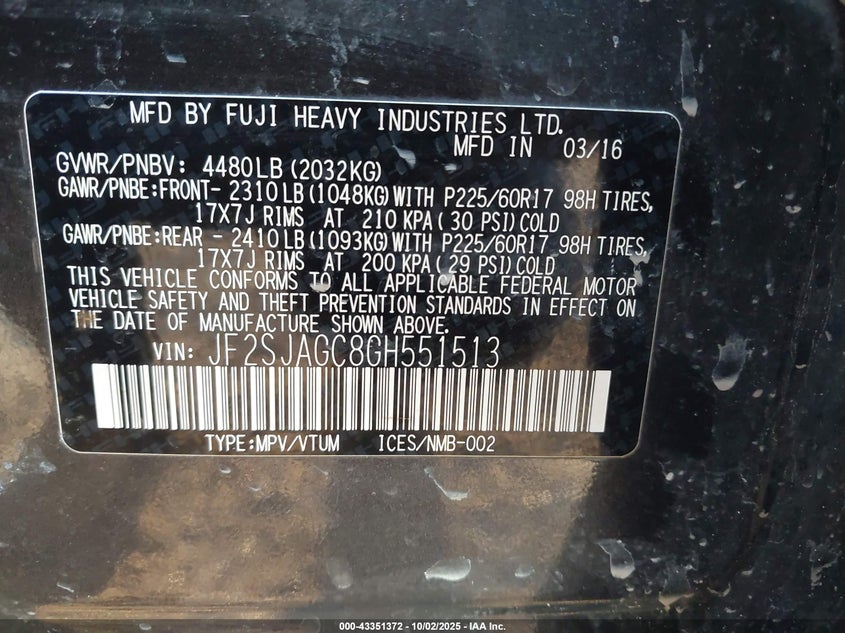 MFD BY FUJI HEAVY INDUSTRIES LTD.
MFD IN 03/16
GVWR/PNBV: 4480LB (2032KG)
GAWR/PNBE:FRONT- 2310LB(1048KG)WITH P225/60R17 98H TIRES,
17X7J RIMS AT 210 KPA(30 PSI)COLD
GAWR/PNBE:REAR - 2410LB(1093KG)WITH P225/60R17 98H TIRES,
17X7J RIMS AT 200 KPA(29 PSI)COLD
THIS VEHICLE CONFORMS TO ALL APPLICABLE FEDERAL MOTOR
VEHICLE SAFETY AND THEFT PREVENTION STANDARDS IN EFFECT ON
THE DATE OF MANUFACTURE SHOWN ABOVE.
VIN: JF2SJAGC8GH551513
TYPE:MPV/VTUM ICES/NMB-002
000-43351372 - 10/02/2025 - IAA Inc.